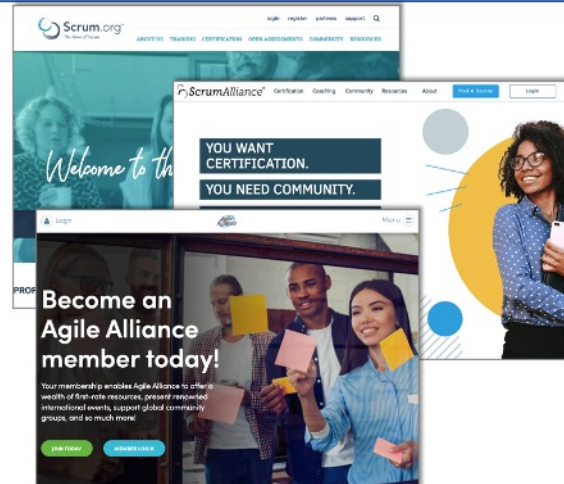 login register partners support
Scrum.org
The Home of Scrum
ABOUT US TRAINING CERTIFICATION OPEN ASSESSMENTS COMMUNITY RESOURCES
Welcome to th
PROF
ScrumAlliance®
Certification Coaching Community Resources About Find a Course Login
YOU WANT
CERTIFICATION.
YOU NEED COMMUNITY.
Login
Menu
Become an
Agile Alliance
member today!
Your membership enables Agile Alliance to offer a
wealth of first-rate resources, present renowned
international events, support global community
groups, and so much more!
JOIN TODAY
MEMBER LOGIN